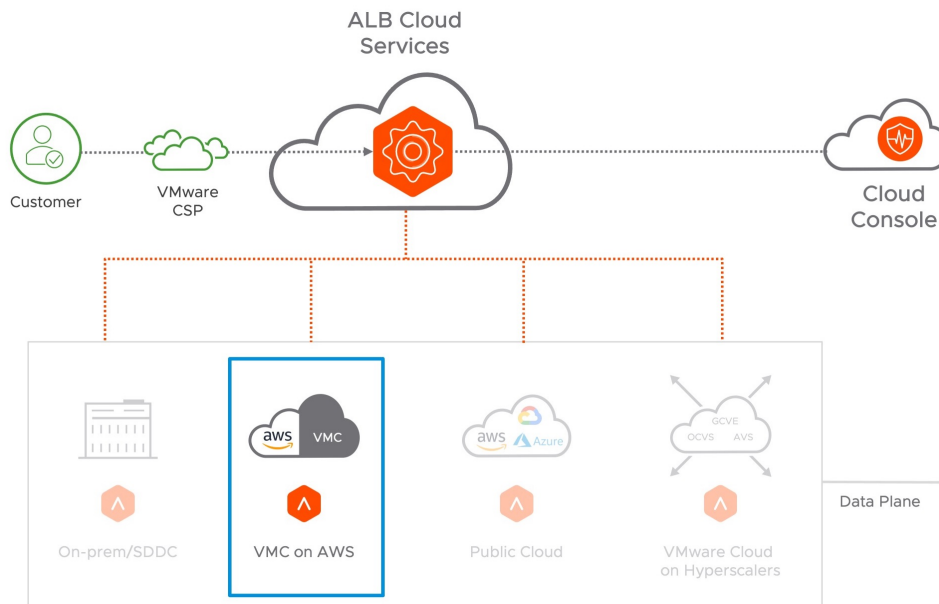 ALB Cloud
Services
Customer
VMware
CSP
Cloud
Console
aws
VMC
aws
Azure
GCVE
OCVS
AVS
Data Plane
On-prem/SDDC
VMC on AWS
Public Cloud
VMware Cloud
on Hyperscalers